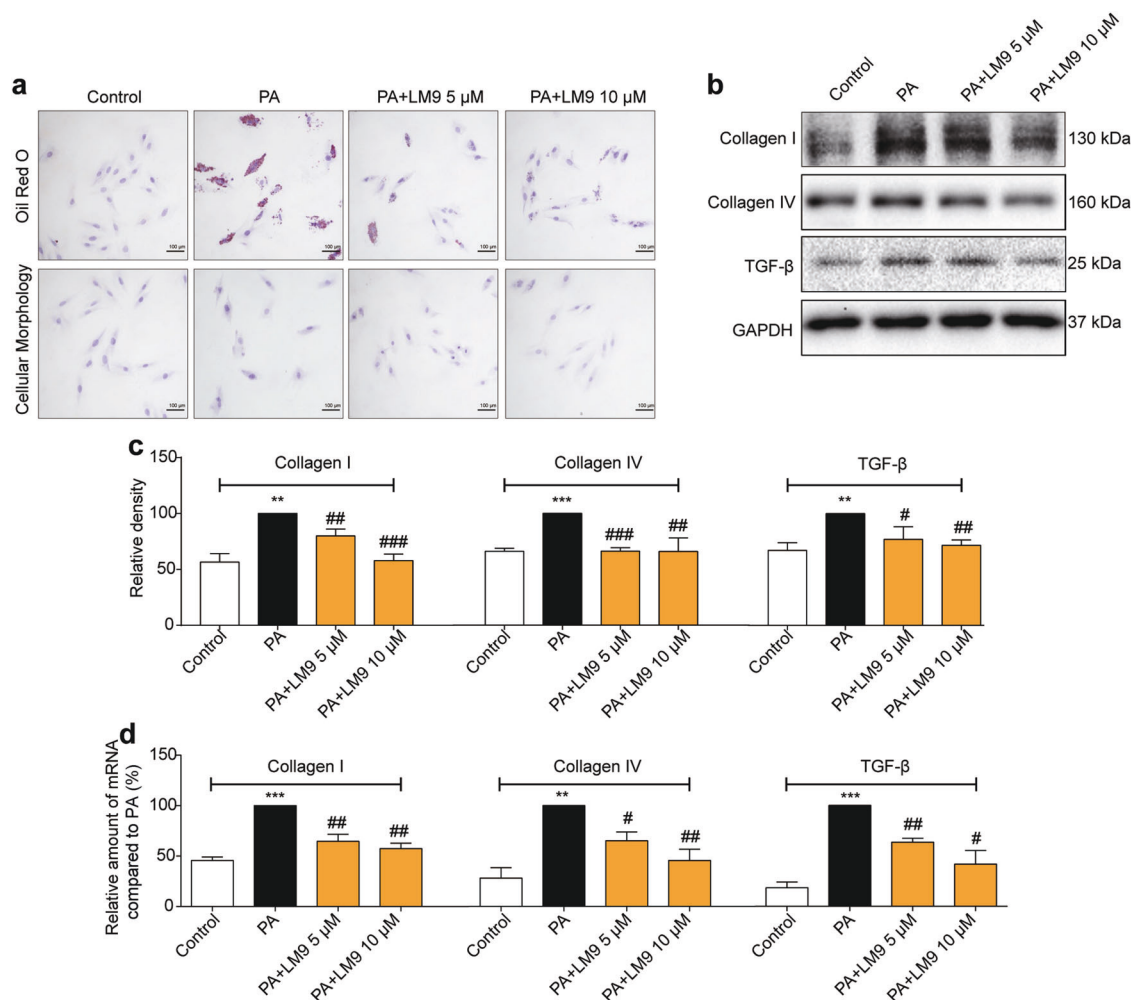 a
Control PA PA+LM9 5 µM PA+LM9 10 µM
Oil Red O
100 µm 100 µm 100 µm 100 µm
Cellular Morphology
100 µm 100 µm 100 µm 100 µm
b
Control PA PA+LM9 5 µM PA+LM9 10 µM
Collagen I 130 kDa
Collagen IV 160 kDa
TGF-β 25 kDa
GAPDH 37 kDa
c
Relative density
150
100
50
0
Collagen I Collagen IV TGF-β
** ## ### *** ### ## ** # ##
Control PA PA+LM9 5 µM PA+LM9 10 µM Control PA PA+LM9 5 µM PA+LM9 10 µM Control PA PA+LM9 5 µM PA+LM9 10 µM
d
Relative amount of mRNA
compared to PA (%)
150
100
50
0
Collagen I Collagen IV TGF-β
*** ## ## ** # ## *** ## #
Control PA PA+LM9 5 µM PA+LM9 10 µM Control PA PA+LM9 5 µM PA+LM9 10 µM Control PA PA+LM9 5 µM PA+LM9 10 µM